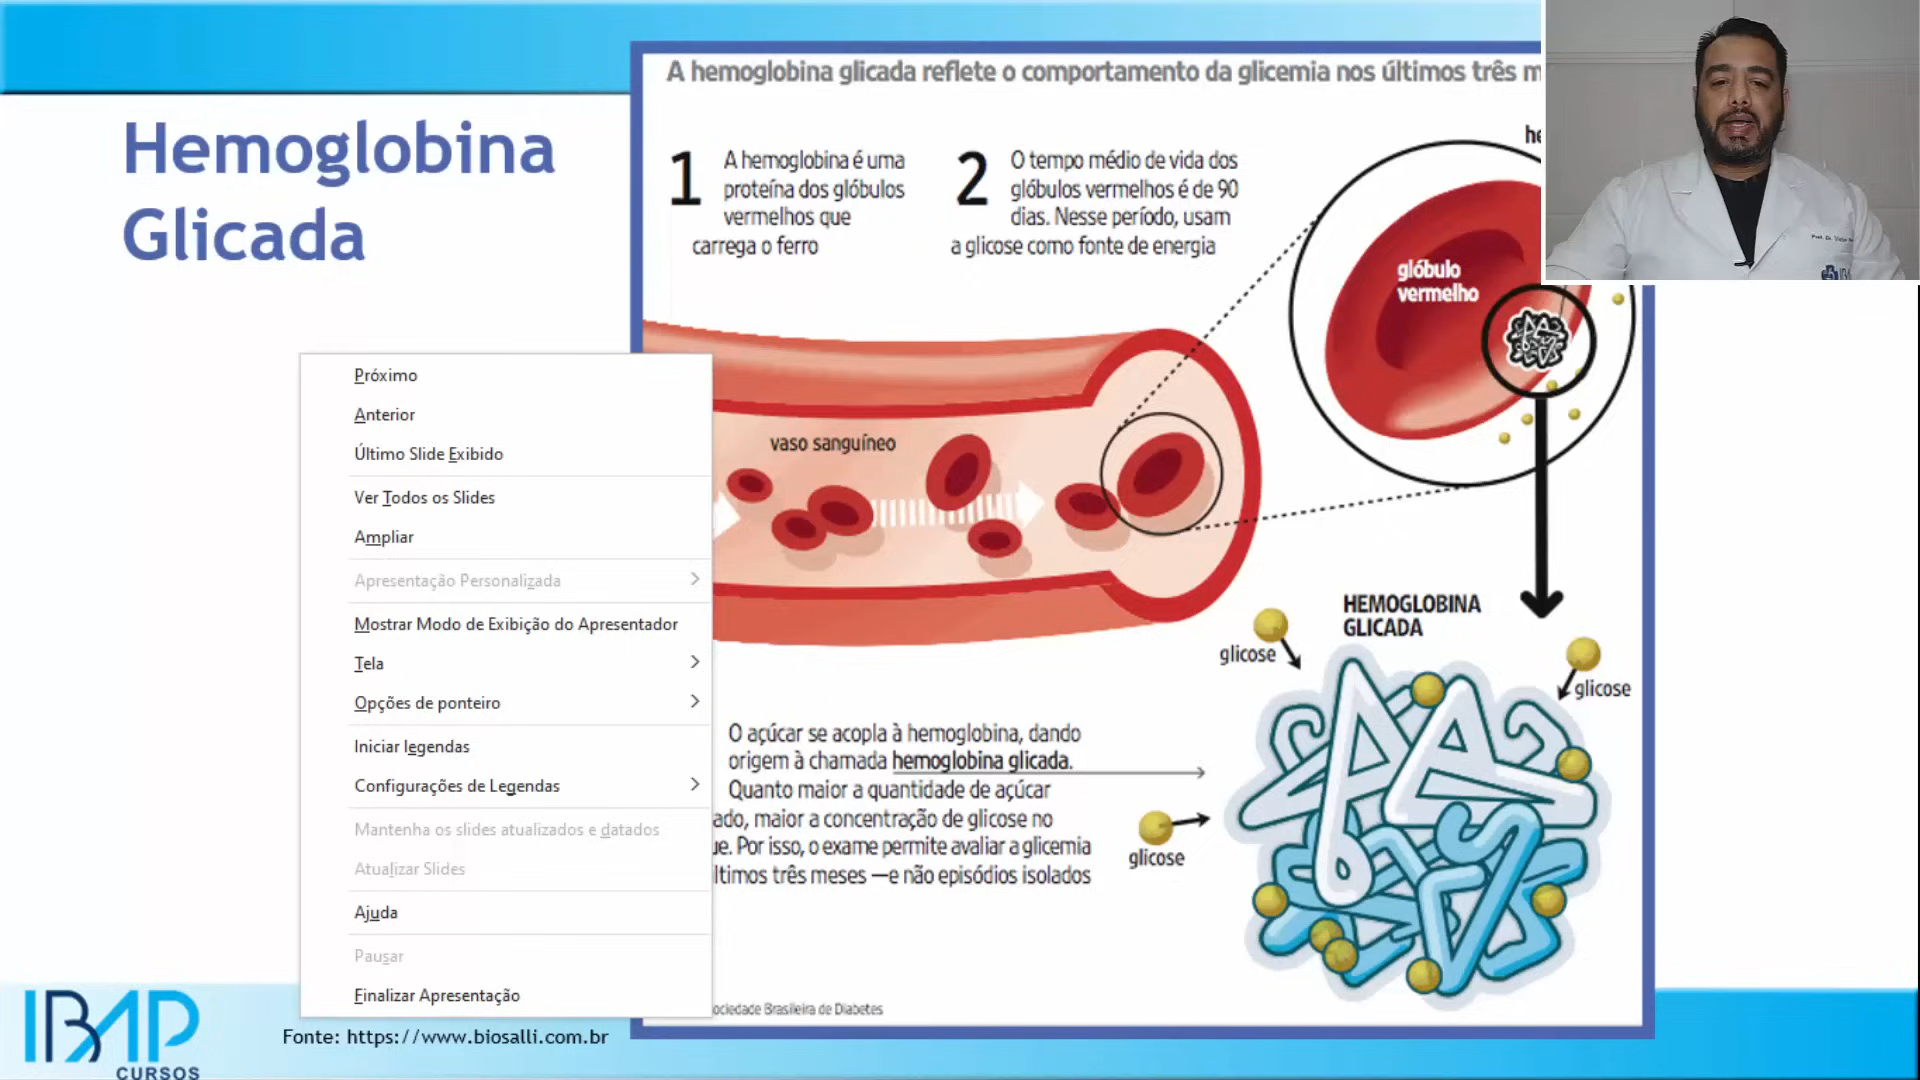 A hemoglobina glicada reflete o comportamento da glicemia nos últimos três
Hemoglobina
Glicada
1
A hemoglobina é uma
proteína dos glóbulos
vermelhos que
carrega o ferro
2
O tempo médio de vida dos
glóbulos vermelhos é de 90
dias. Nesse período, usam
a glicose como fonte de energia
glóbulo
vermelho
vaso sanguíneo
Próximo
Anterior
Último Slide Exibido
Ver Todos os Slides
Ampliar
Apresentação Personalizada
Mostrar Modo de Exibição do Apresentador
Tela
Opções de ponteiro
Iniciar legendas
Configurações de Legendas
Mantenha os slides atualizados e datados
Atualizar Slides
Ajuda
Pausar
Finalizar Apresentação
HEMOGLOBINA
GLICADA
glicose
glicose
glicose
O açúcar se acopla à hemoglobina, dando
origem à chamada hemoglobina glicada.
Quanto maior a quantidade de açúcar
ado, maior a concentração de glicose no
ue. Por isso, o exame permite avaliar a glicemia
ltimos três meses —e não episódios isolados
ociedade Brasileira de Diabetes
Fonte: https://www.biosalli.com.br
IBAP
CURSOS